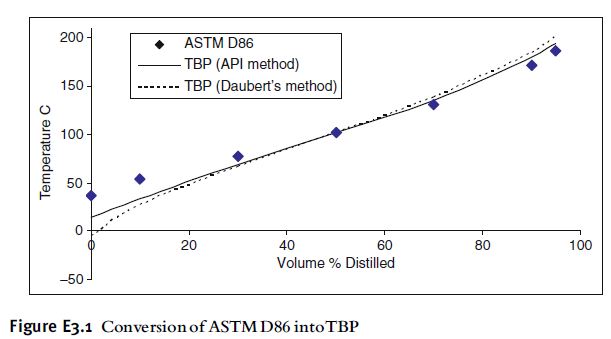 200
150
100
50
0
−50
Temperature C
ASTM D86
TBP (API method)
TBP (Daubert's method)
0
20
40
60
80
100
Volume % Distilled
Figure E3.1 Conversion of ASTM D86 into TBP